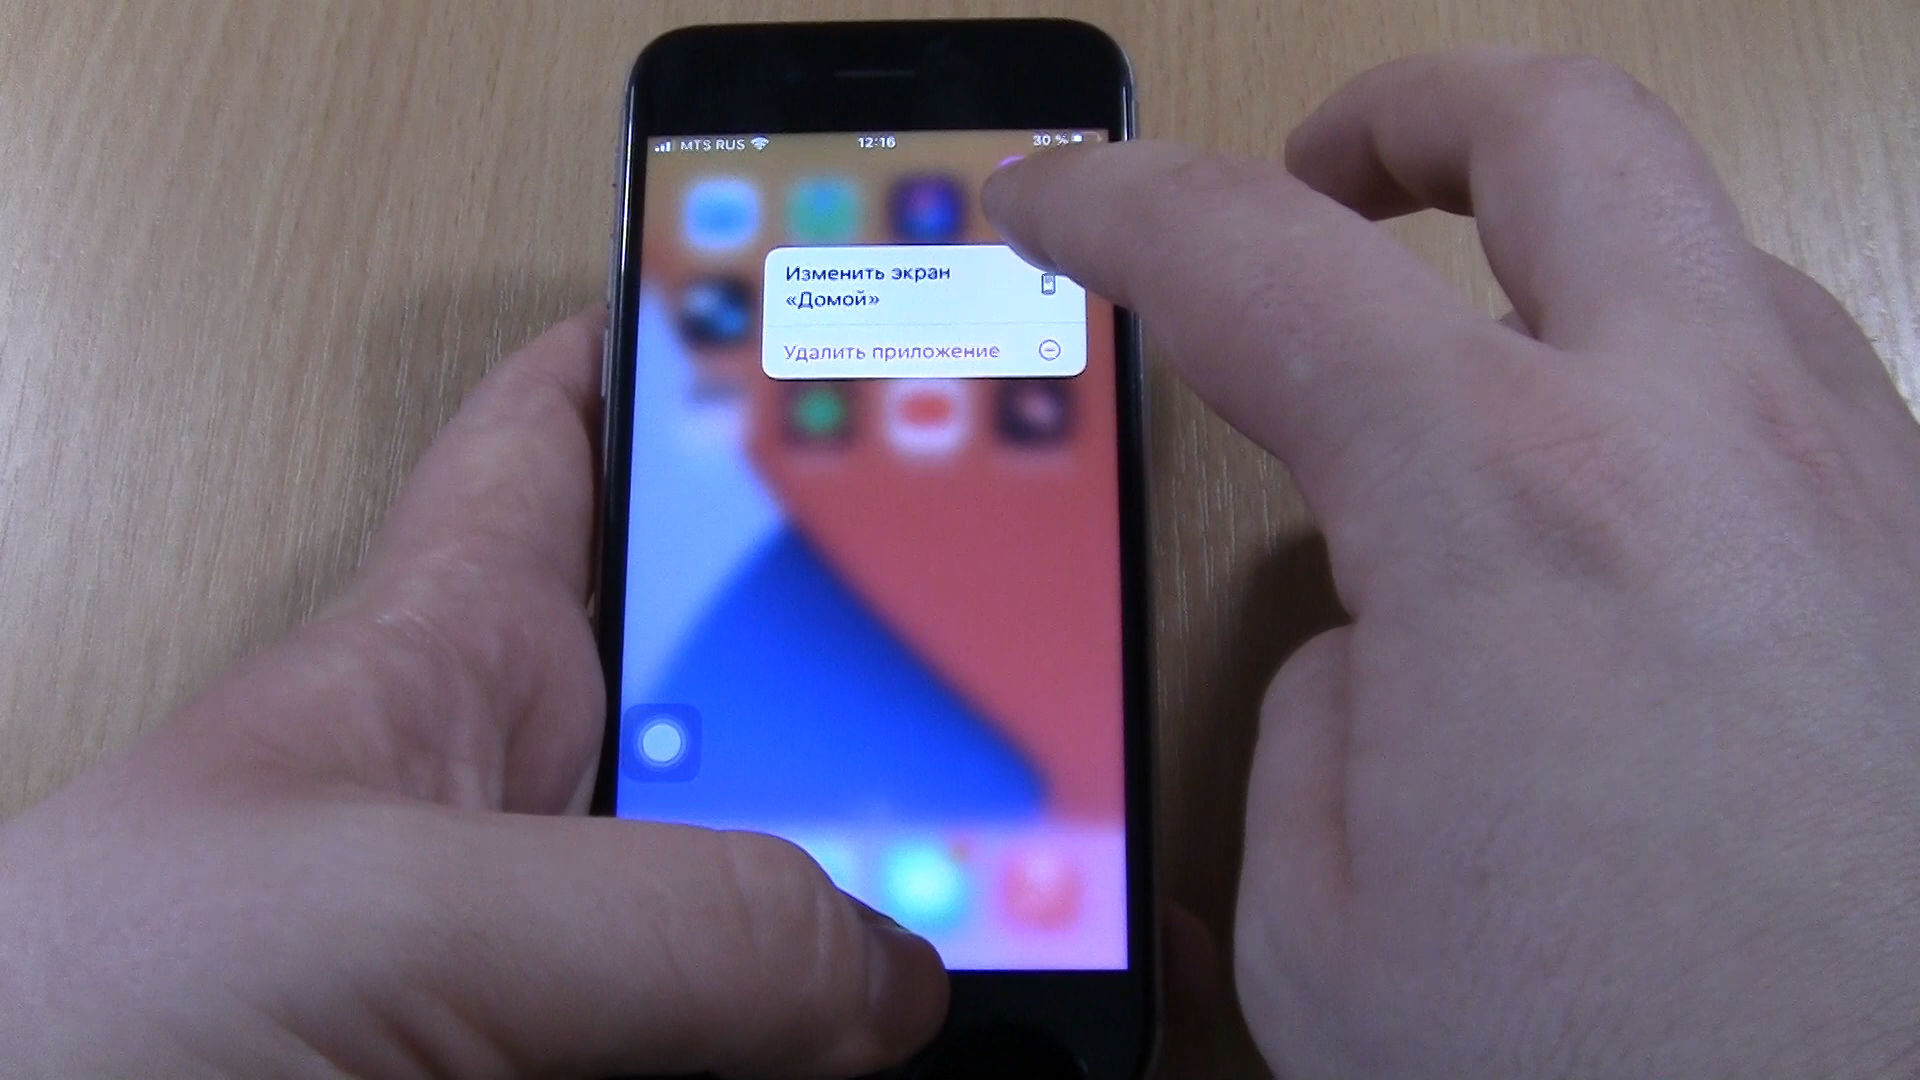 MTS RUS
12:16
30 %
Изменить экран
«Домой»
Удалить приложение